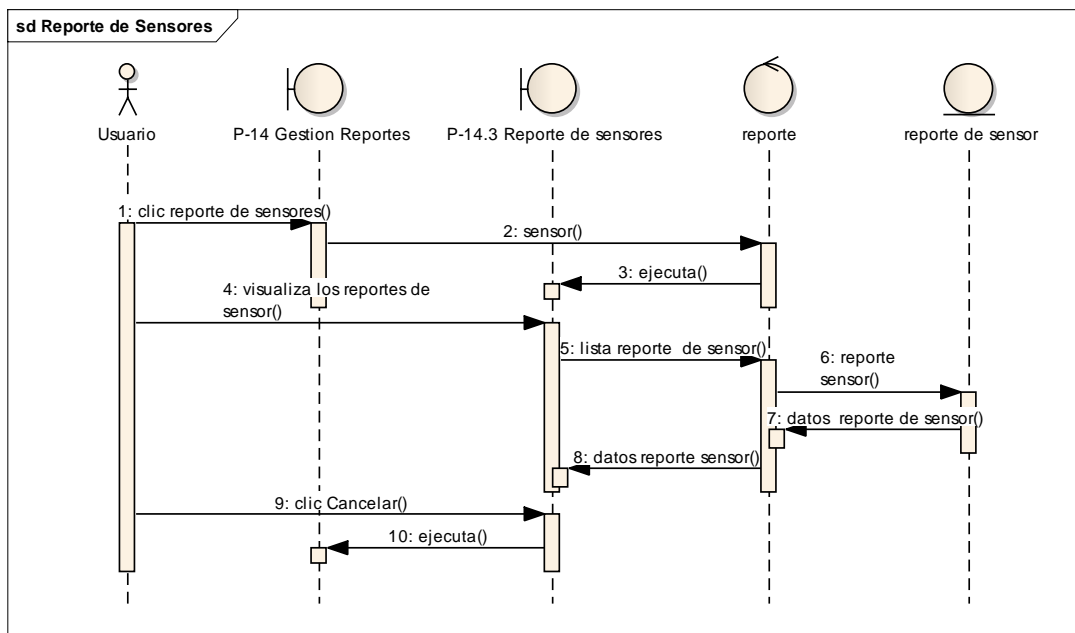 sd Reporte de Sensores
Usuario
P-14 Gestion Reportes
P-14.3 Reporte de sensores
reporte
reporte de sensor
1: clic reporte de sensores()
2: sensor()
3: ejecuta()
4: visualiza los reportes de
sensor()
5: lista reporte  de sensor()
6: reporte
sensor()
7: datos  reporte de sensor()
8: datos reporte sensor()
9: clic Cancelar()
10: ejecuta()